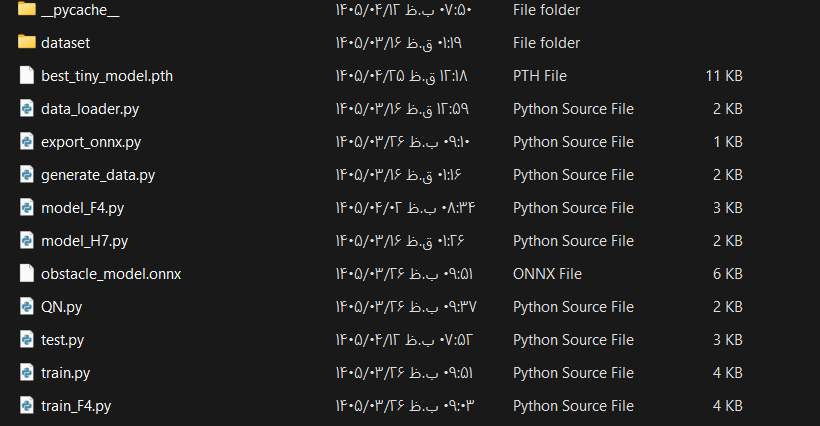 __pycache__ ۱۴۰۵/۰۴/۱۲ ب.ظ ۰۷:۵۰ File folder
dataset ۱۴۰۵/۰۳/۱۶ ق.ظ ۰۱:۱۹ File folder
best_tiny_model.pth ۱۴۰۵/۰۴/۲۵ ق.ظ ۱۲:۱۸ PTH File 11 KB
data_loader.py ۱۴۰۵/۰۳/۱۶ ق.ظ ۱۲:۵۹ Python Source File 2 KB
export_onnx.py ۱۴۰۵/۰۳/۲۶ ب.ظ ۰۹:۱۰ Python Source File 1 KB
generate_data.py ۱۴۰۵/۰۳/۱۶ ق.ظ ۰۱:۱۶ Python Source File 2 KB
model_F4.py ۱۴۰۵/۰۴/۰۲ ب.ظ ۰۸:۳۴ Python Source File 3 KB
model_H7.py ۱۴۰۵/۰۳/۱۶ ق.ظ ۰۱:۲۶ Python Source File 2 KB
obstacle_model.onnx ۱۴۰۵/۰۳/۲۶ ب.ظ ۰۹:۵۱ ONNX File 6 KB
QN.py ۱۴۰۵/۰۳/۲۶ ب.ظ ۰۹:۳۷ Python Source File 2 KB
test.py ۱۴۰۵/۰۴/۱۲ ب.ظ ۰۷:۵۲ Python Source File 3 KB
train.py ۱۴۰۵/۰۳/۲۶ ب.ظ ۰۹:۵۱ Python Source File 4 KB
train_F4.py ۱۴۰۵/۰۳/۲۶ ب.ظ ۰۹:۰۳ Python Source File 4 KB